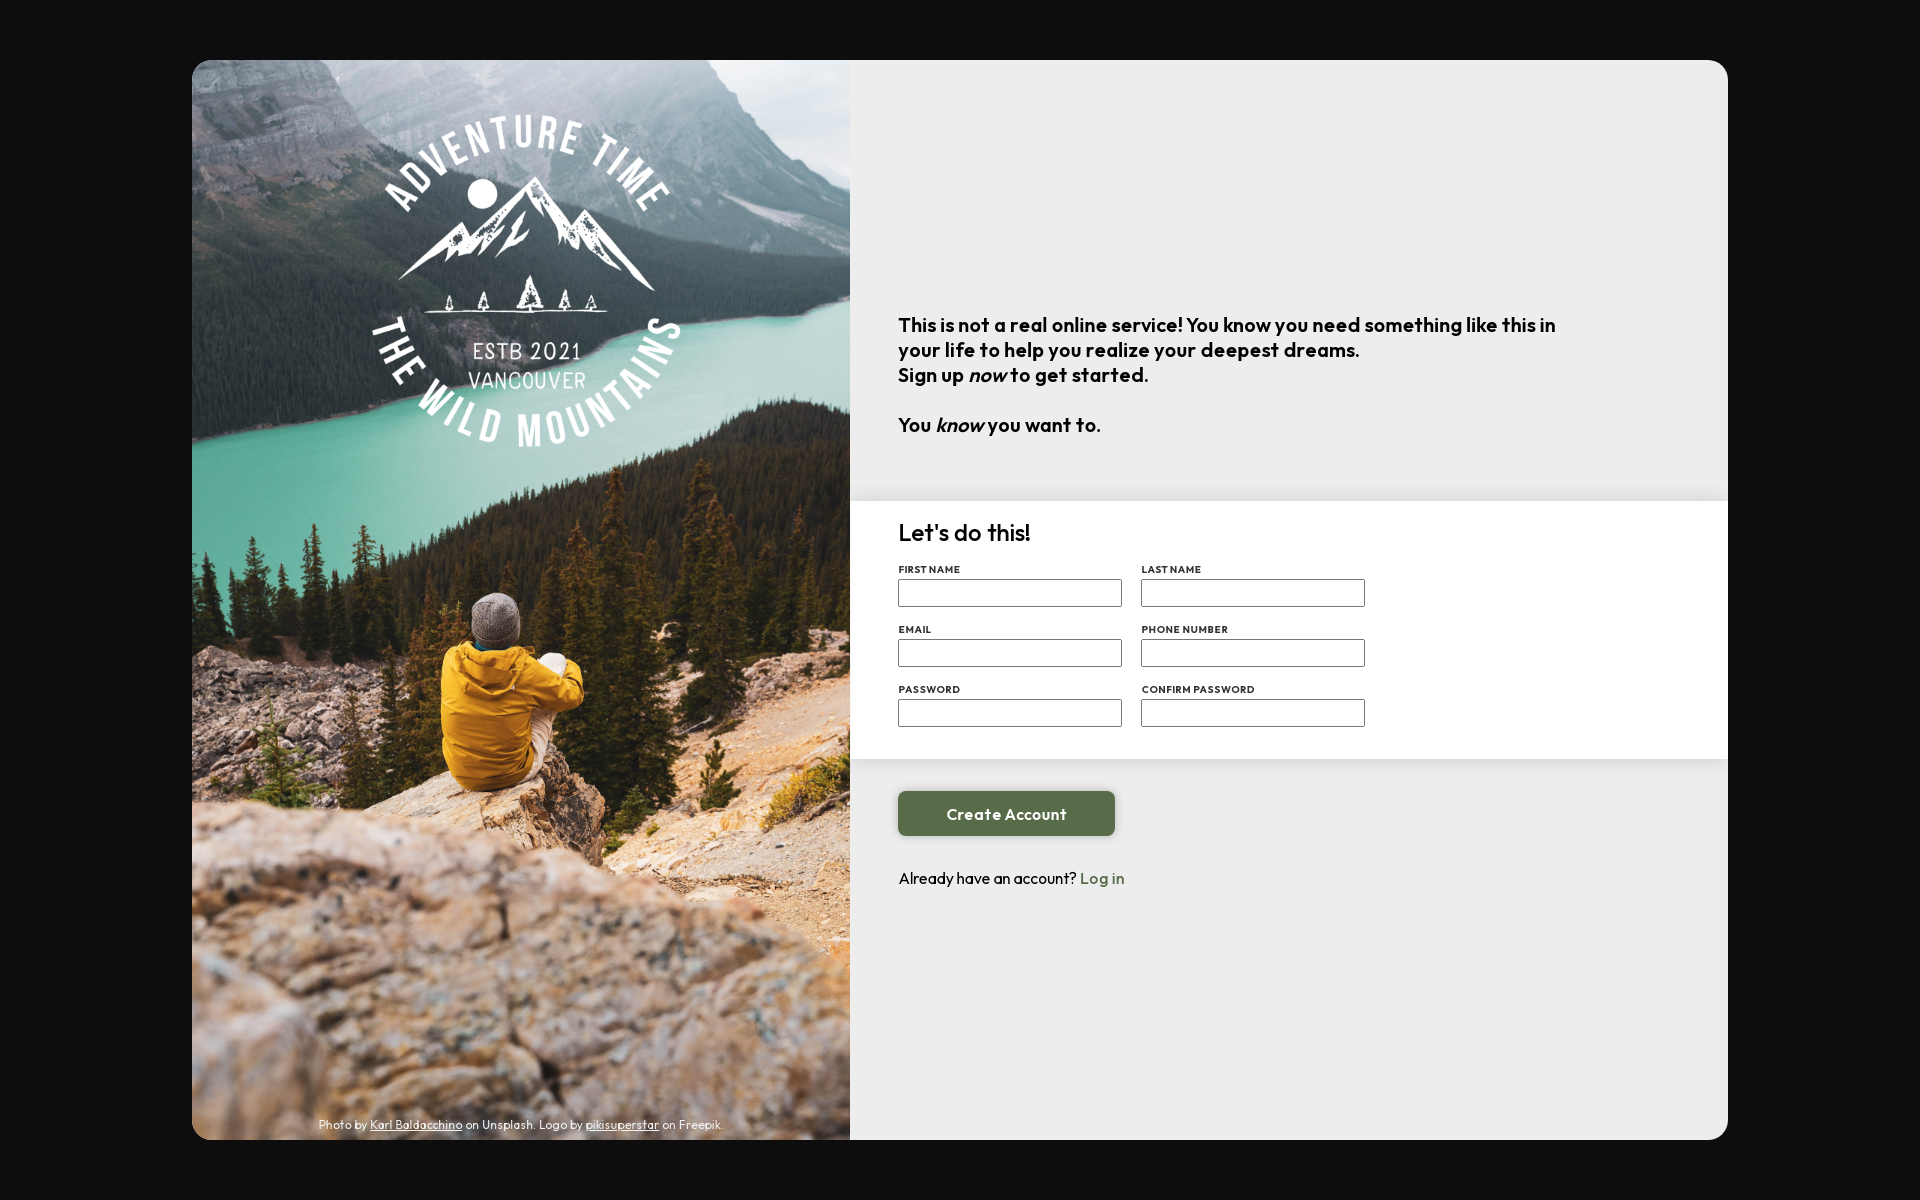 ADVENTURE TIME
ESTB 2021
VANCOUVER
THE WILD MOUNTAINS
Photo by Karl Baldacchino on Unsplash. Logo by pikisuperstar on Freepik.
This is not a real online service! You know you need something like this in
your life to help you realize your deepest dreams.
Sign up now to get started.
You know you want to.
Let's do this!
FIRST NAME
LAST NAME
EMAIL
PHONE NUMBER
PASSWORD
CONFIRM PASSWORD
Create Account
Already have an account? Log in